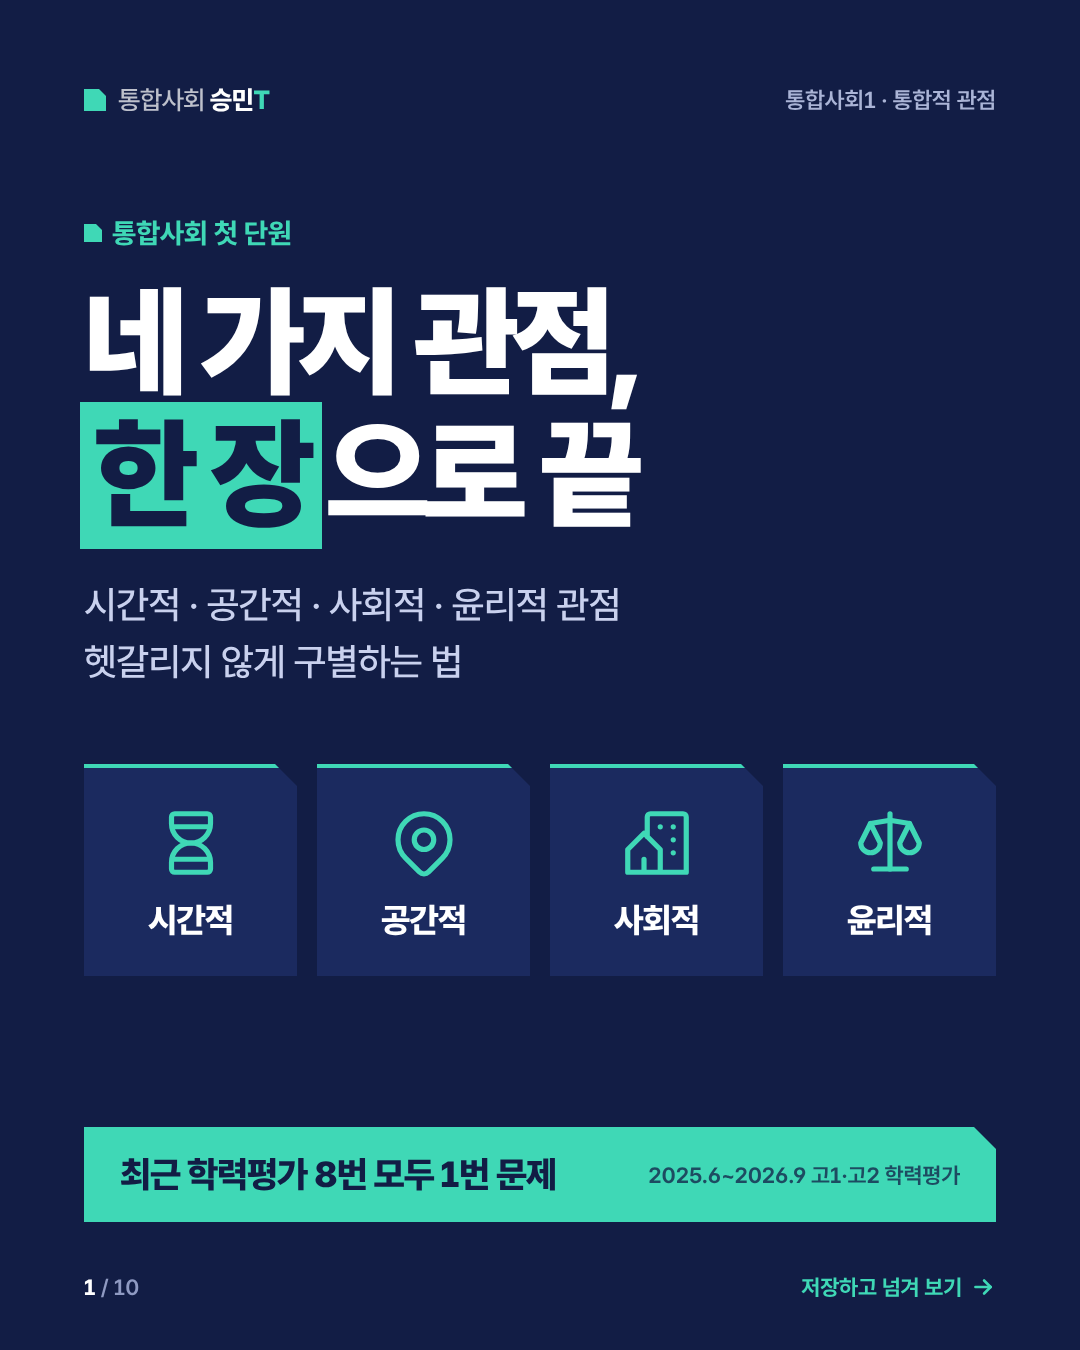 통합사회 승민T
통합사회1 · 통합적 관점
통합사회 첫 단원
네 가지 관점,
한 장으로 끝
시간적 · 공간적 · 사회적 · 윤리적 관점
헷갈리지 않게 구별하는 법
시간적
공간적
사회적
윤리적
최근 학력평가 8번 모두 1번 문제
2025.6~2026.9 고1·고2 학력평가
1 / 10
저장하고 넘겨 보기 →